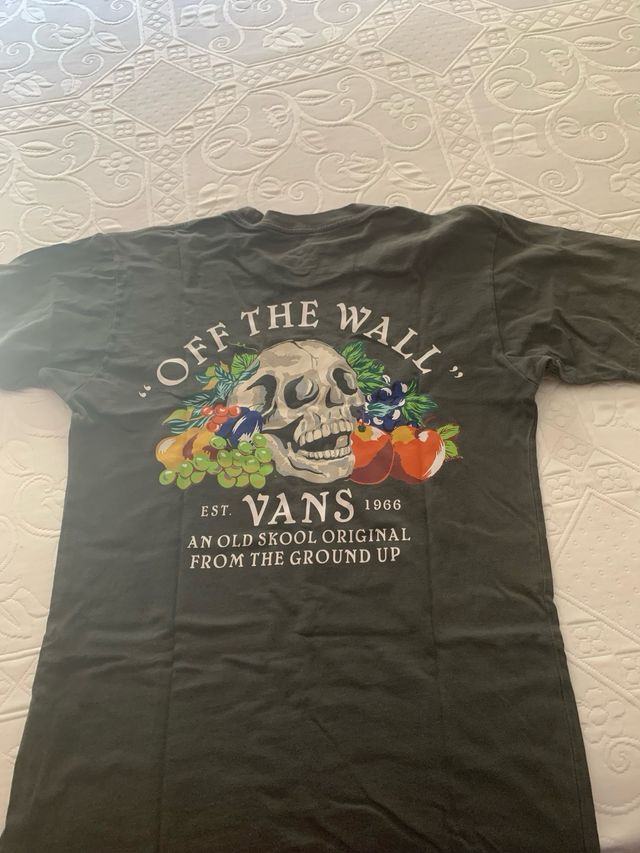 "OFF THE WALL"
EST. VANS 1966
AN OLD SKOOL ORIGINAL
FROM THE GROUND UP